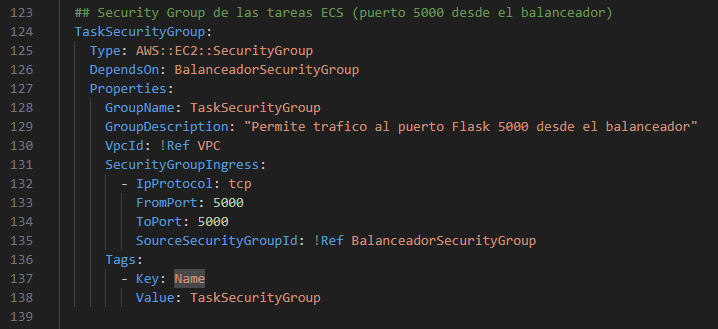 123 ## Security Group de las tareas ECS (puerto 5000 desde el balanceador)
124 TaskSecurityGroup:
125   Type: AWS::EC2::SecurityGroup
126   DependsOn: BalanceadorSecurityGroup
127   Properties:
128     GroupName: TaskSecurityGroup
129     GroupDescription: "Permite trafico al puerto Flask 5000 desde el balanceador"
130     VpcId: !Ref VPC
131     SecurityGroupIngress:
132       - IpProtocol: tcp
133         FromPort: 5000
134         ToPort: 5000
135         SourceSecurityGroupId: !Ref BalanceadorSecurityGroup
136     Tags:
137       - Key: Name
138         Value: TaskSecurityGroup
139